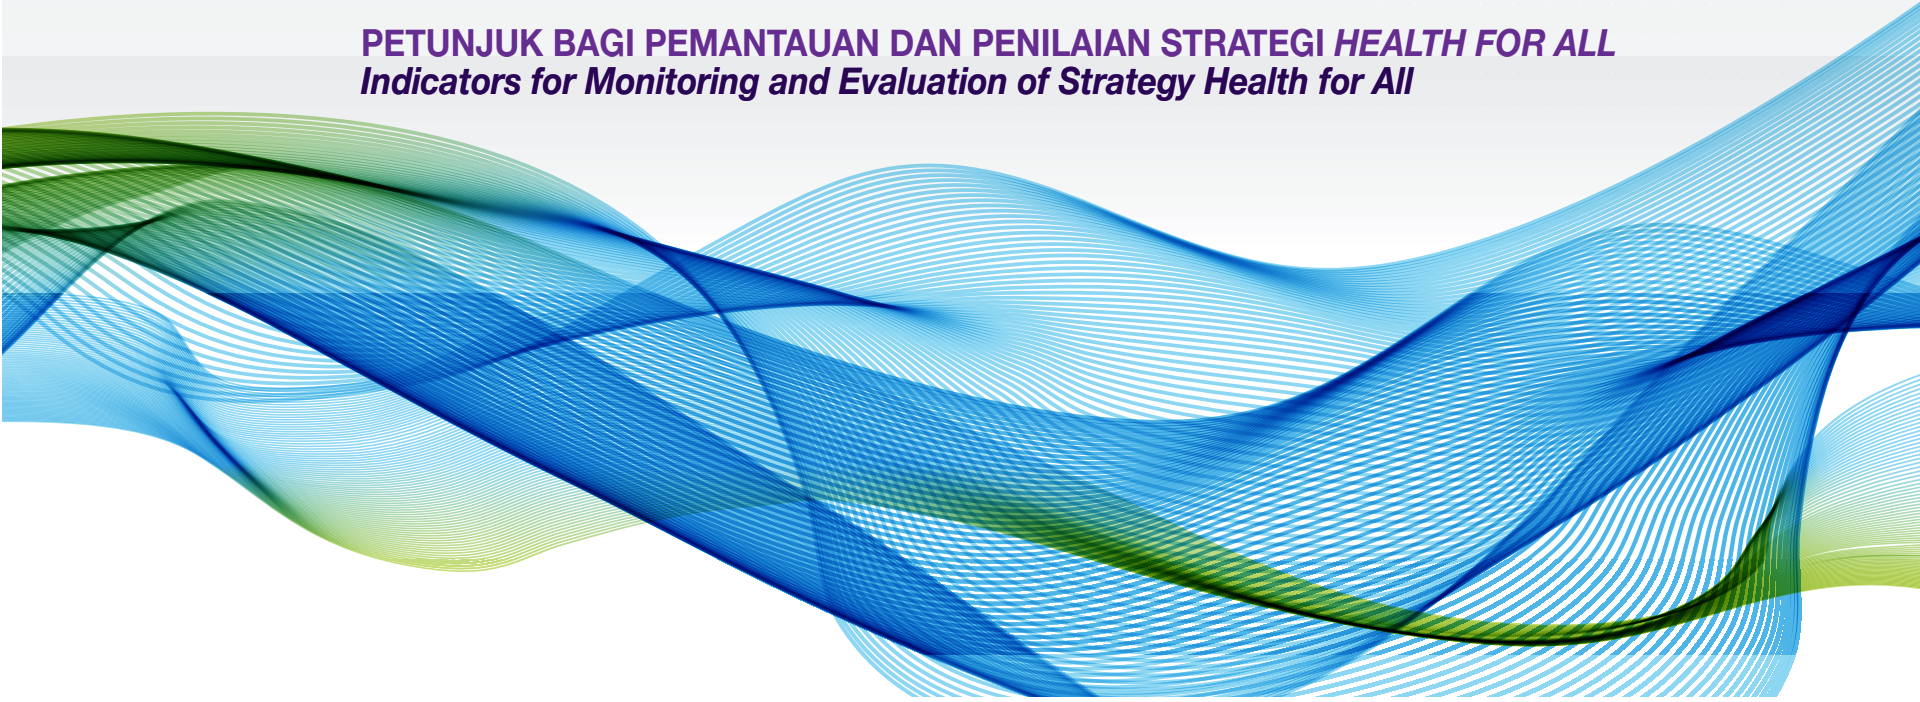 PETUNJUK BAGI PEMANTAUAN DAN PENILAIAN STRATEGI HEALTH FOR ALL
Indicators for Monitoring and Evaluation of Strategy Health for All